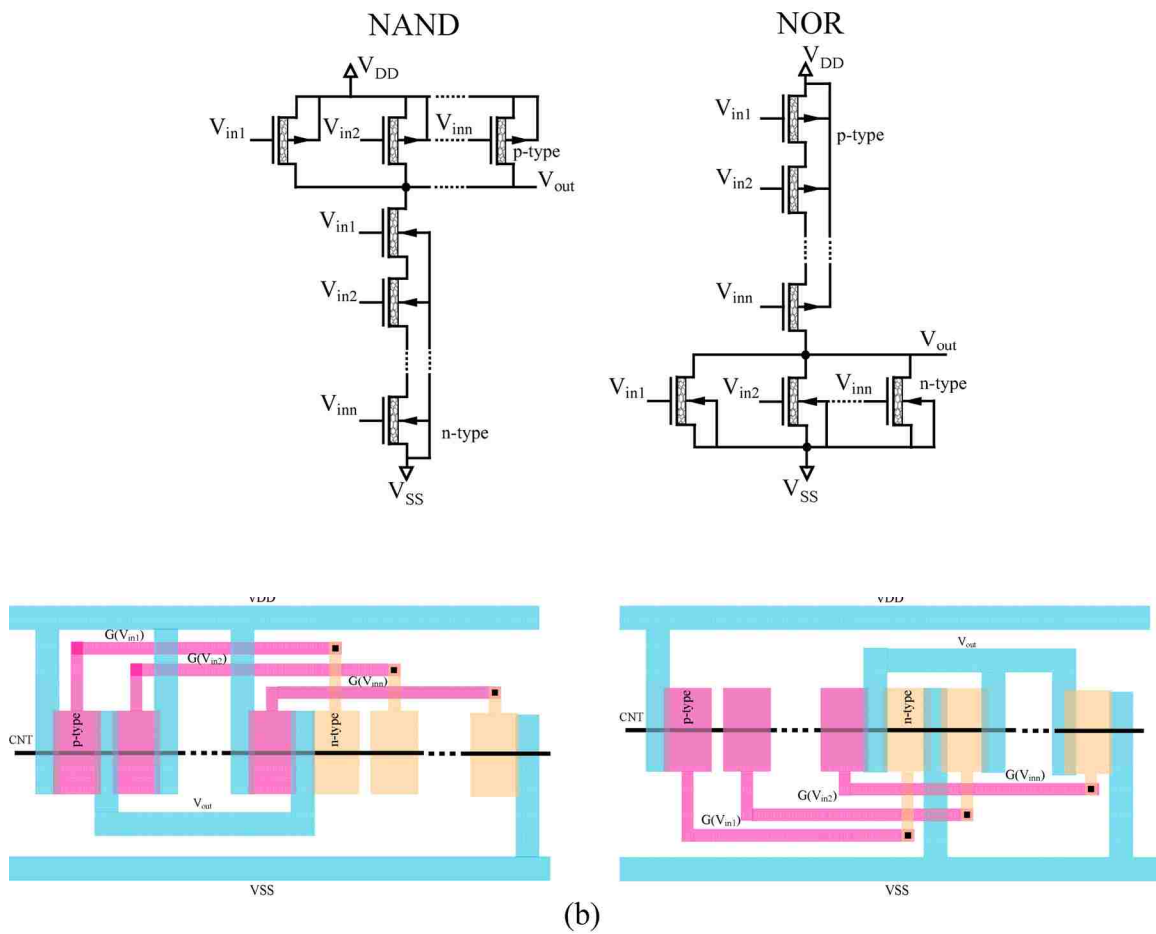 NAND
NOR
VDD
Vin1
Vin2
Vinn
p-type
Vout
Vin1
Vin2
Vinn
n-type
VSS
VDD
Vin1
p-type
Vin2
Vinn
Vout
Vin1
Vin2
Vinn
n-type
VSS
VDD
G(Vin1)
G(Vin2)
G(Vinn)
p-type
n-type
CNT
Vout
VSS
VDD
Vout
p-type
n-type
CNT
G(Vinn)
G(Vin2)
G(Vin1)
VSS
(b)